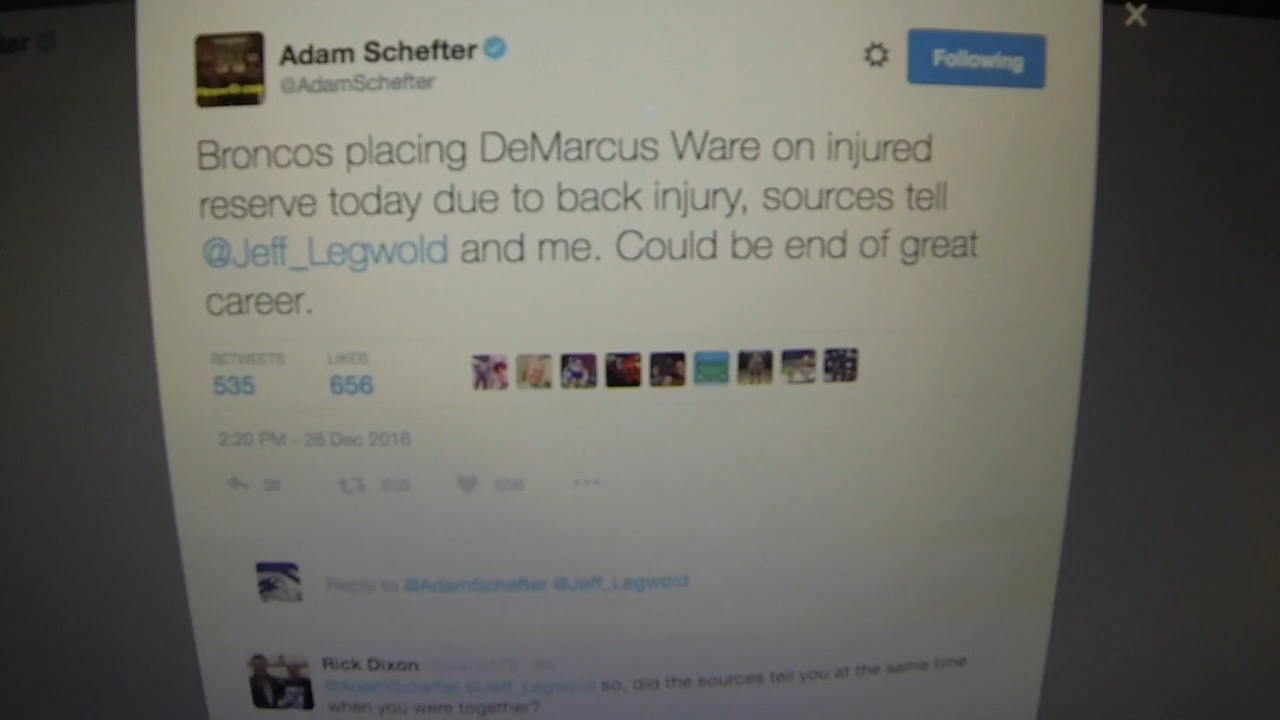 Adam Schefter
@AdamSchefter
Following
Broncos placing DeMarcus Ware on injured
reserve today due to back injury, sources tell
@Jeff_Legwold and me. Could be end of great
career.
RETWEETS LIKES
535 656
2:20 PM - 28 Dec 2016
Reply to @AdamSchefter @Jeff_Legwold
Rick Dixon
@AdamSchefter @Jeff_Legwold so, did the sources tell you at the same time
when you were together?